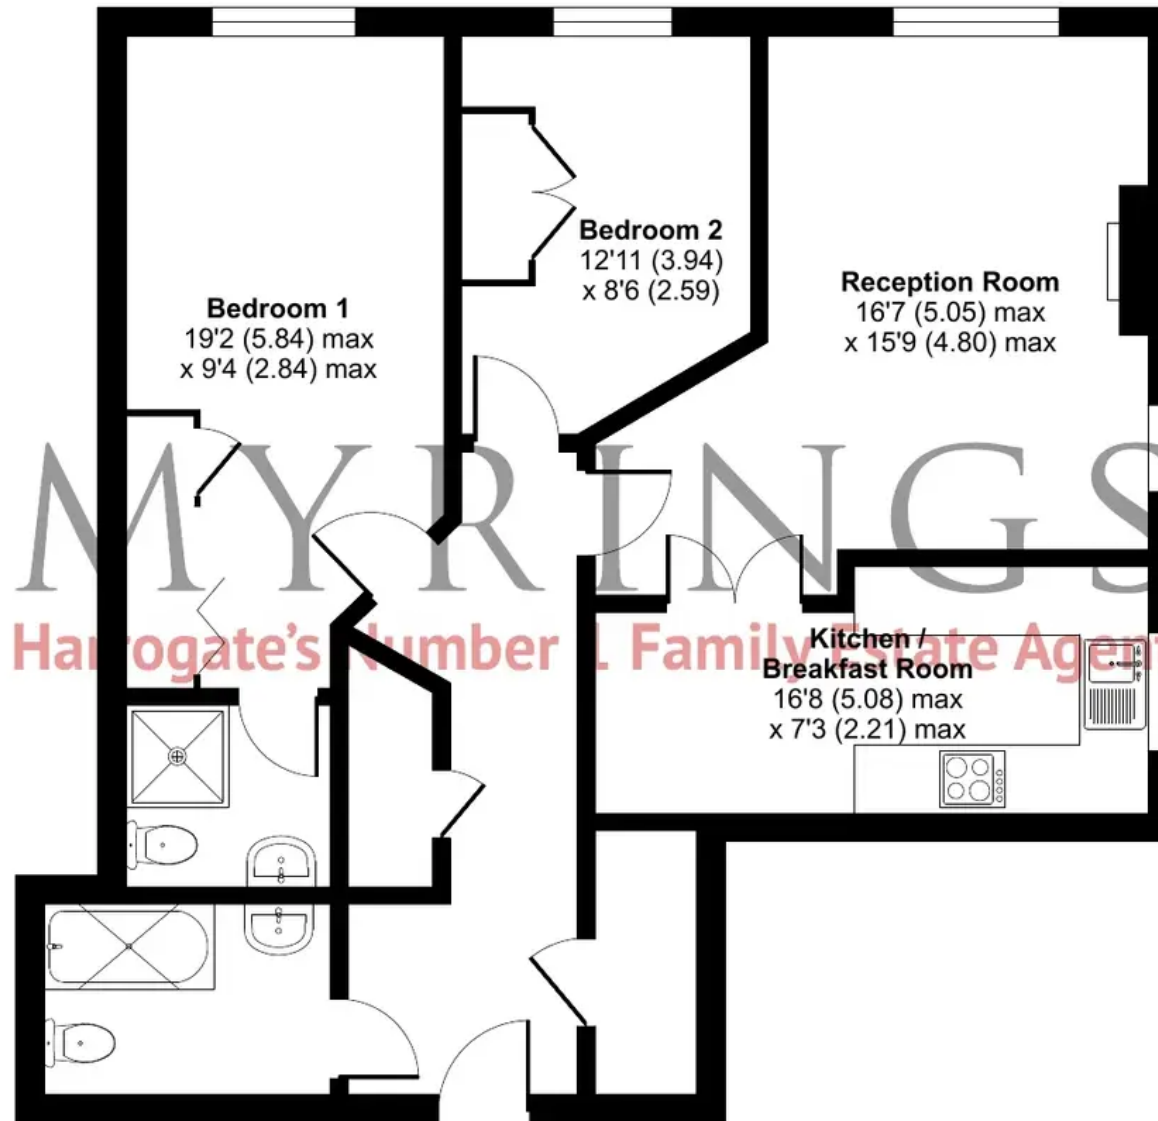 Bedroom 1
19'2 (5.84) max
x 9'4 (2.84) max
Bedroom 2
12'11 (3.94)
x 8'6 (2.59)
Reception Room
16'7 (5.05) max
x 15'9 (4.80) max
MYRINGS
Harrogate's Number 1 Family Estate Agent
Kitchen /
Breakfast Room
16'8 (5.08) max
x 7'3 (2.21) max